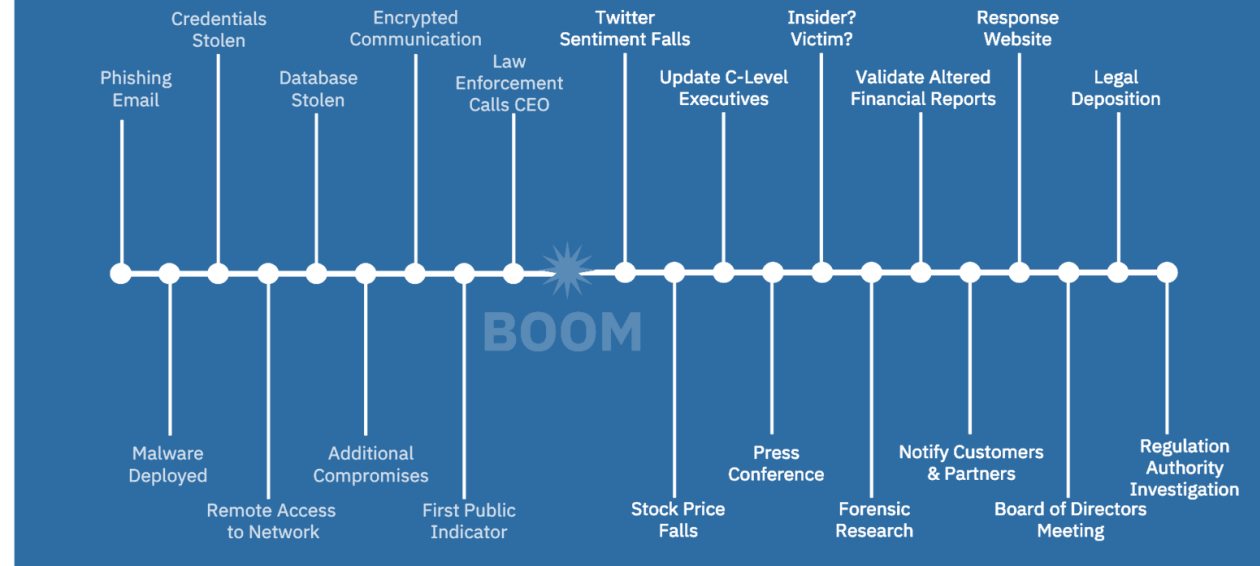 Phishing
Email
Malware
Deployed
Credentials
Stolen
Remote Access
to Network
Database
Stolen
Additional
Compromises
Encrypted
Communication
First Public
Indicator
Law
Enforcement
Calls CEO
BOOM
Twitter
Sentiment Falls
Stock Price
Falls
Update C-Level
Executives
Press
Conference
Insider?
Victim?
Forensic
Research
Validate Altered
Financial Reports
Notify Customers
& Partners
Response
Website
Board of Directors
Meeting
Legal
Deposition
Regulation
Authority
Investigation